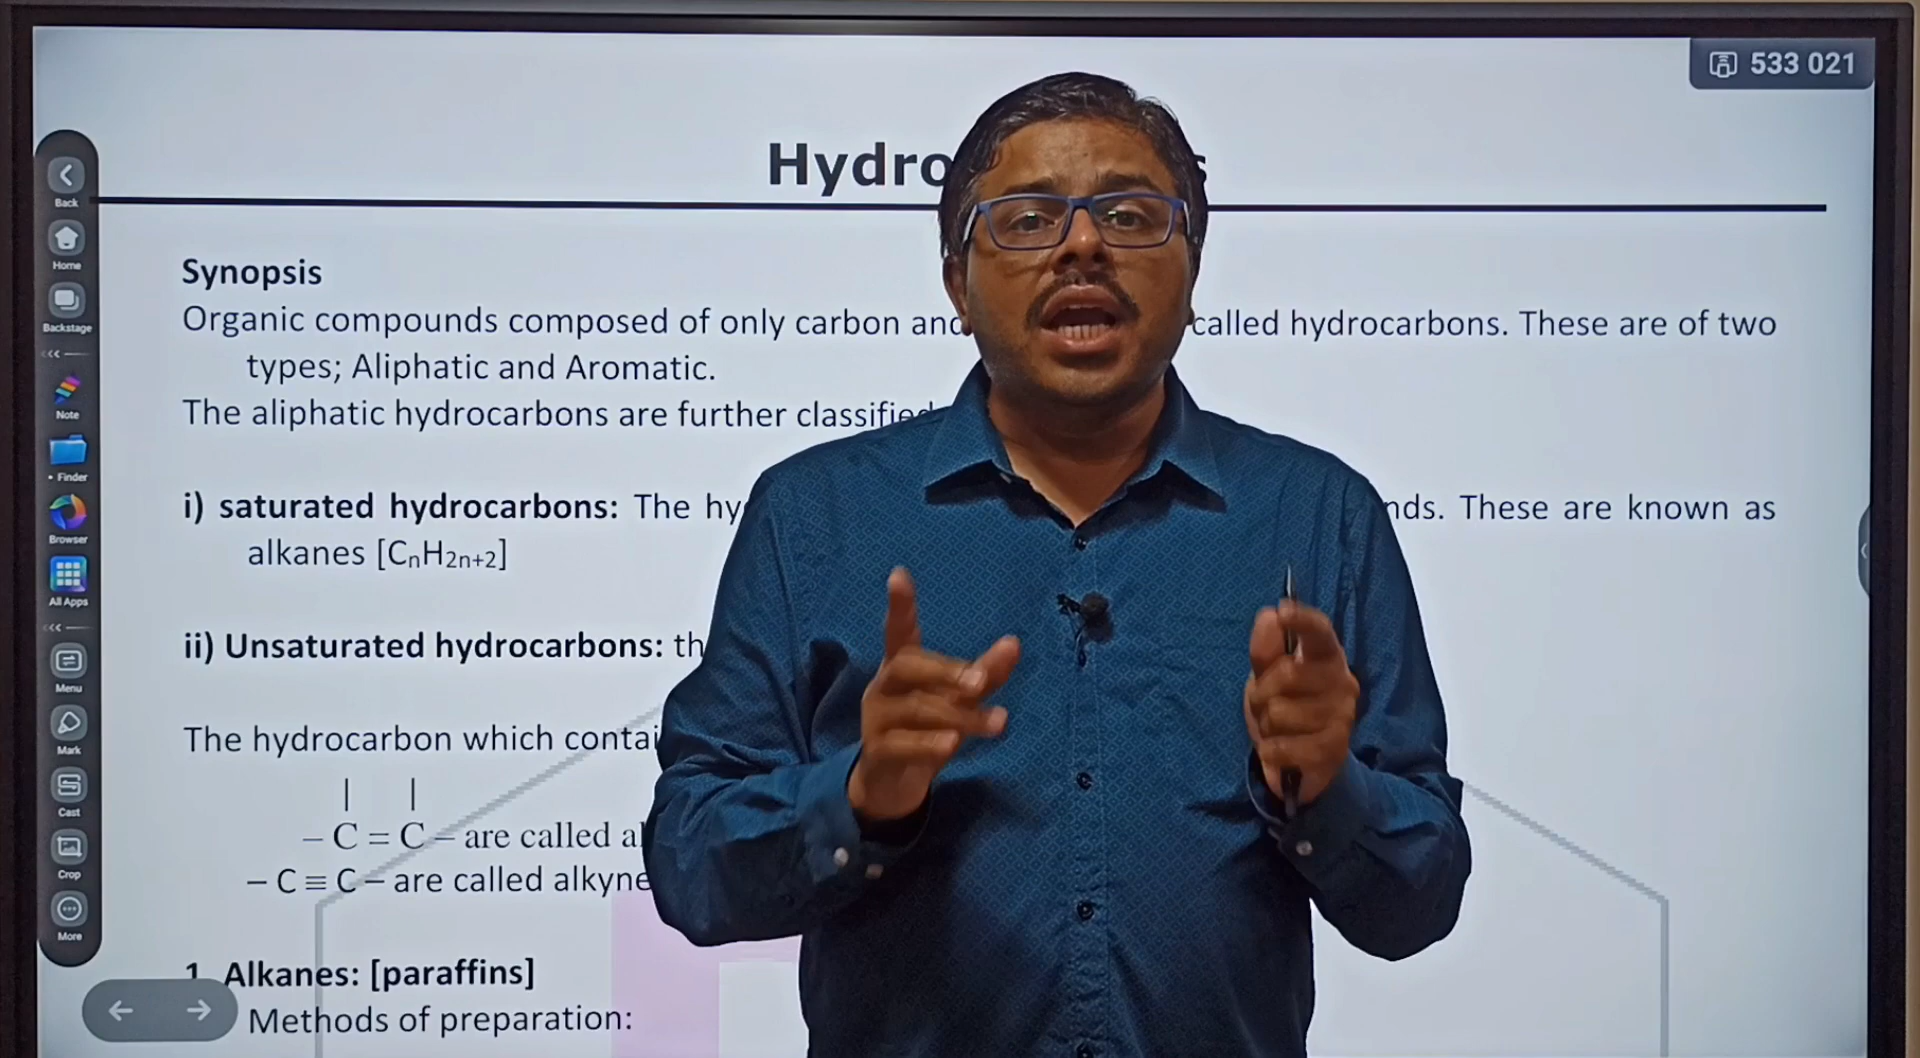 533 021
Back
Home
Backstage
Note
Finder
Browser
All Apps
Menu
Mark
Cast
Crop
More
Hydro s
Synopsis
Organic compounds composed of only carbon and called hydrocarbons. These are of two
types; Aliphatic and Aromatic.
The aliphatic hydrocarbons are further classified
i) saturated hydrocarbons: The hy nds. These are known as
alkanes [CₙH₂ₙ₊₂]
ii) Unsaturated hydrocarbons: th
The hydrocarbon which contai
| |
– C = C – are called al
– C ≡ C – are called alkyne
1 Alkanes: [paraffins]
Methods of preparation: